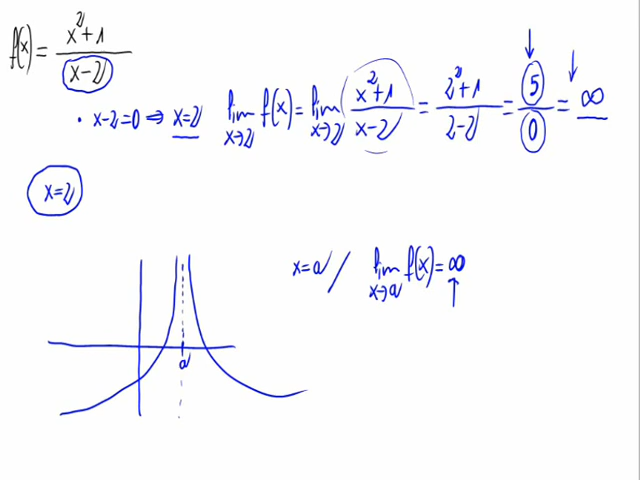 f(x) = x²+1 / x-2
• x-2=0 ⇒ x=2 lim x→2 f(x) = lim x→2 (x²+1 / x-2 = 2²+1 / 2-2 = 5 / 0 = ∞
x=2
x=a / lim x→a f(x)=∞
a